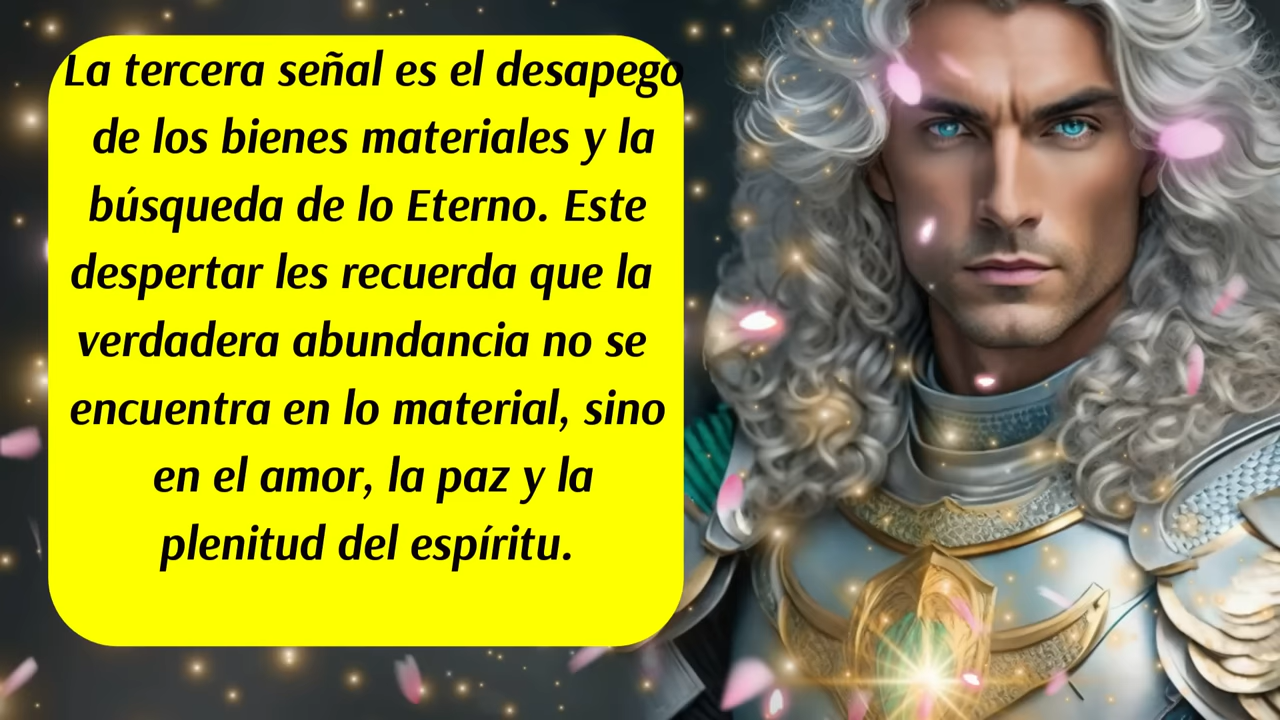 La tercera señal es el desapego
de los bienes materiales y la
búsqueda de lo Eterno. Este
despertar les recuerda que la
verdadera abundancia no se
encuentra en lo material, sino
en el amor, la paz y la
plenitud del espíritu.